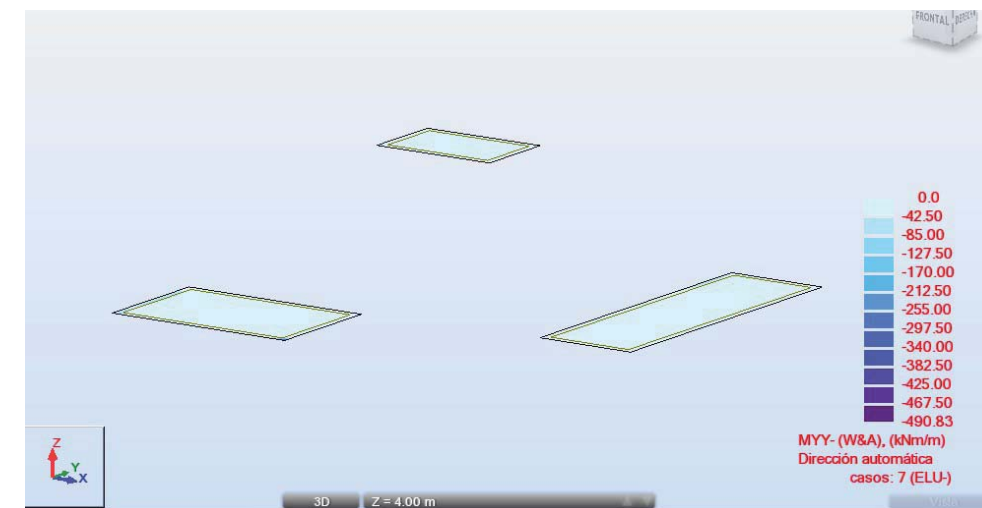 FRONTAL
0.0
-42.50
-85.00
-127.50
-170.00
-212.50
-255.00
-297.50
-340.00
-382.50
-425.00
-467.50
-490.83
MYY- (W&A), (kNm/m)
Dirección automática
casos: 7 (ELU-)
Z
Y
X
3D
Z = 4.00 m